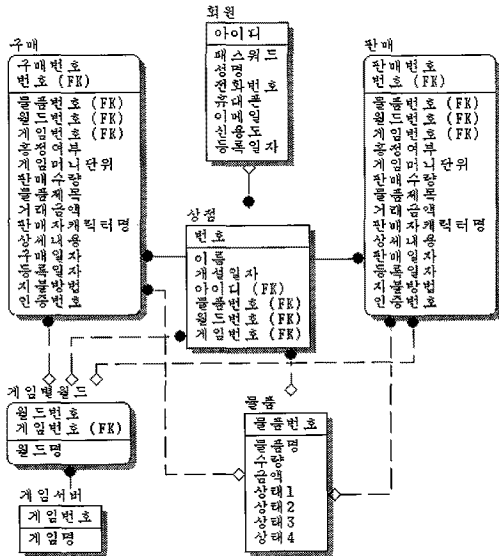 회원
아이디
패스워드
성명
전화번호
휴대폰
이메일
신용도
등록일자
구매
구매번호
번호 (FK)
물품번호 (FK)
월드번호 (FK)
게임번호 (FK)
흥정여부
게임머니단위
판매수량
물품제목
거래금액
판매자캐릭터명
상세내용
구매일자
등록일자
지불방법
인증번호
판매
판매번호
번호 (FK)
물품번호 (FK)
월드번호 (FK)
게임번호 (FK)
흥정여부
게임머니단위
판매수량
물품제목
거래금액
판매자캐릭터명
상세내용
판매일자
등록일자
지불방법
인증번호
상점
번호
이름
개설일자
아이디 (FK)
물품번호 (FK)
월드번호 (FK)
게임번호 (FK)
게임별월드
월드번호
게임번호 (FK)
월드명
물품
물품번호
물품명
수량
금액
상태1
상태2
상태3
상태4
게임서버
게임번호
게임명